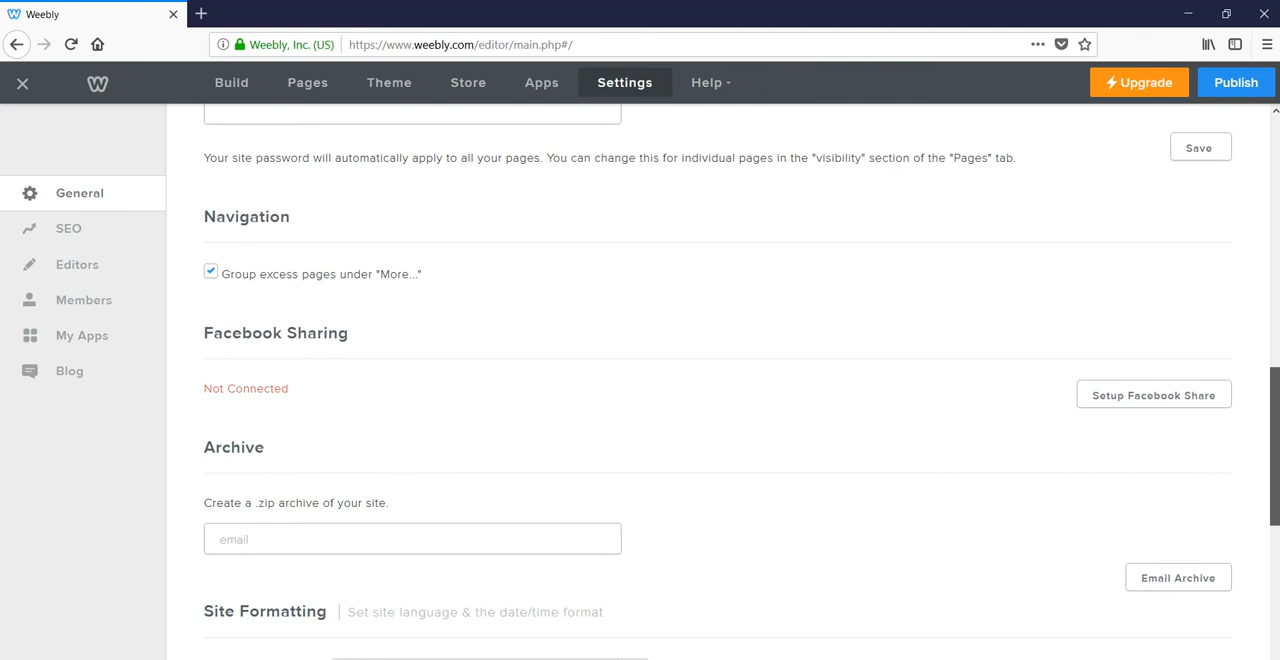 Weebly
Weebly, Inc. (US) https://www.weebly.com/editor/main.php#/
Build Pages Theme Store Apps Settings Help Upgrade Publish
Your site password will automatically apply to all your pages. You can change this for individual pages in the "visibility" section of the "Pages" tab.
Save
General
SEO
Editors
Members
My Apps
Blog
Navigation
Group excess pages under "More..."
Facebook Sharing
Not Connected
Setup Facebook Share
Archive
Create a .zip archive of your site.
email
Email Archive
Site Formatting | Set site language & the date/time format